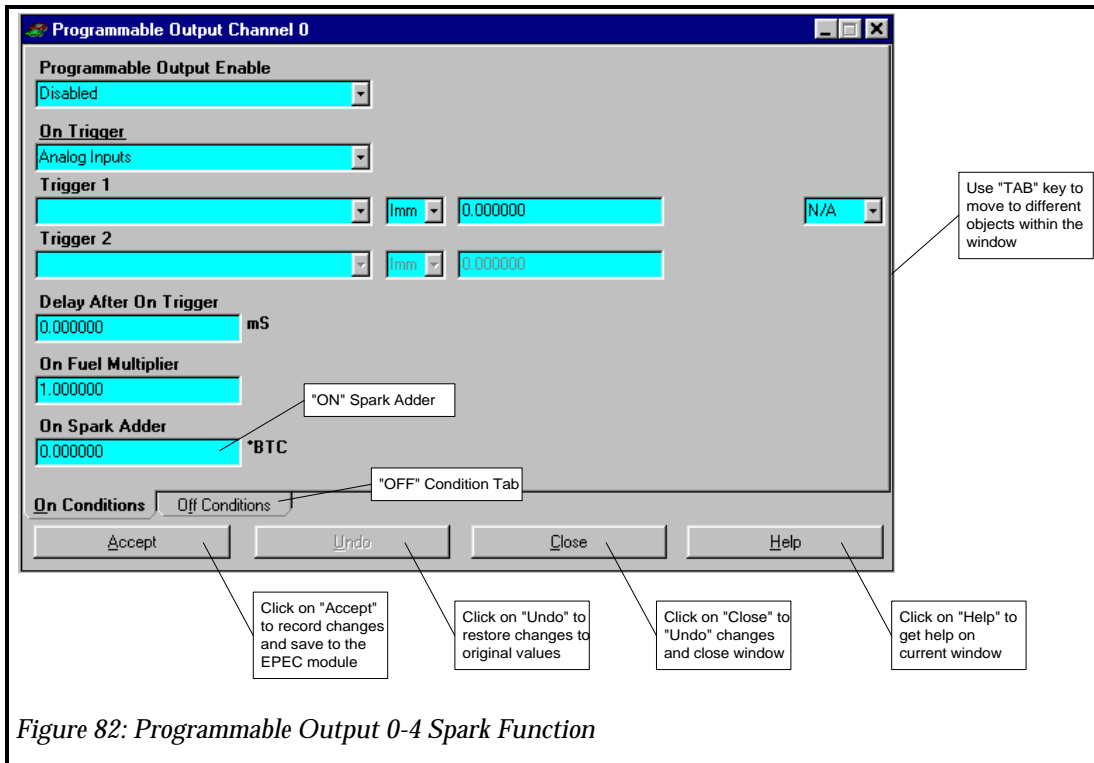 Programmable Output Channel 0
Programmable Output Enable
Disabled
On Trigger
Analog Inputs
Trigger 1
Imm 0.000000 N/A
Trigger 2
Imm 0.000000
Delay After On Trigger
0.000000 mS
On Fuel Multiplier
1.000000
On Spark Adder
0.000000 °BTC
"ON" Spark Adder
"OFF" Condition Tab
On Conditions Off Conditions
Accept Undo Close Help
Use "TAB" key to
move to different
objects within the
window
Click on "Accept"
to record changes
and save to the
EPEC module
Click on "Undo" to
restore changes to
original values
Click on "Close" to
"Undo" changes
and close window
Click on "Help" to
get help on
current window
Figure 82: Programmable Output 0-4 Spark Function